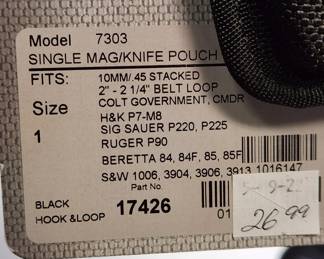 Model 7303
SINGLE MAG/KNIFE POUCH
FITS: 10MM/.45 STACKED
2" - 2 1/4" BELT LOOP
Size COLT GOVERNMENT, CMDR
1 H&K P7-M8
SIG SAUER P220, P225
RUGER P90
BERETTA 84, 84F, 85, 85F
S&W 1006, 3904, 3906, 3913 1016147
Part No.
BLACK 17426
HOOK &LOOP 01
26 99